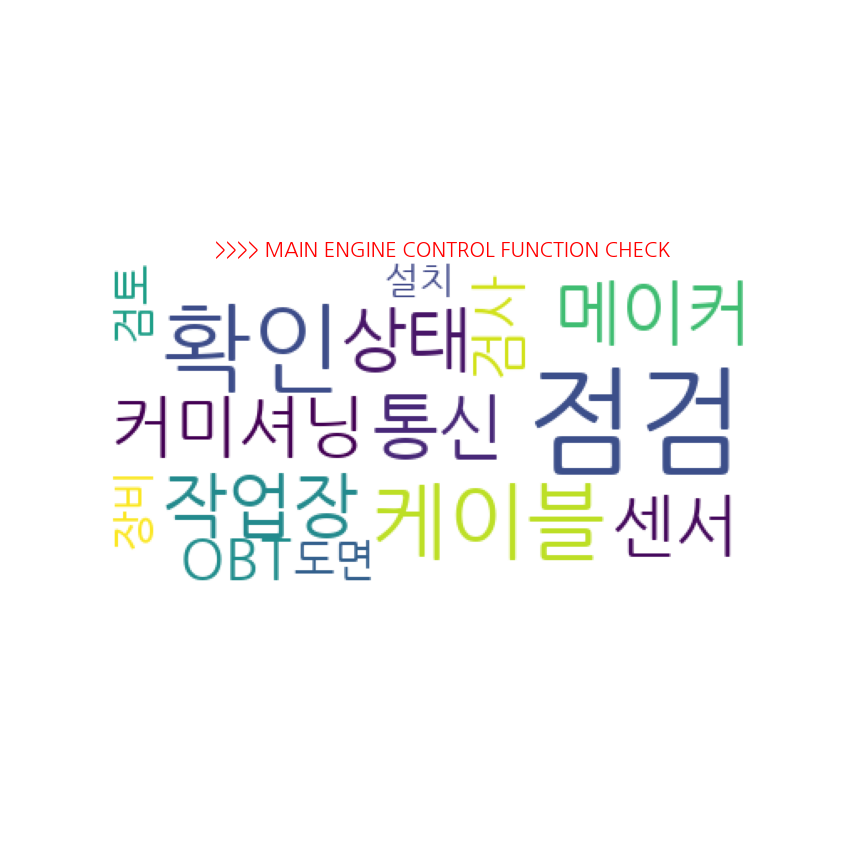 >>>> MAIN ENGINE CONTROL FUNCTION CHECK
검토
설치
확인
상태
검사
메이커
커미셔닝
통신
점검
장비
작업장
케이블
센서
OBT
도면